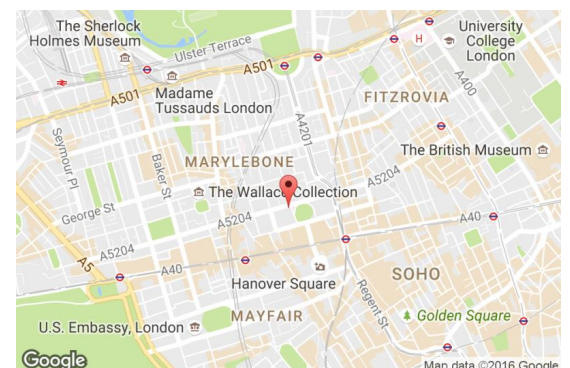 The Sherlock
Holmes Museum
Ulster Terrace
University
College
London
H
A501
A501
Madame
Tussauds London
A4201
A400
FITZROVIA
Seymour Pl
Baker St
MARYLEBONE
The British Museum
The Wallace Collection
A5204
George St
A5204
A40
A5204
A5
A40
Hanover Square
SOHO
Regent St
MAYFAIR
Golden Square
U.S. Embassy, London
Google
Map data ©2016 Google